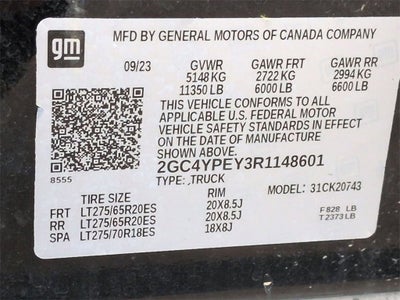 gm MFD BY GENERAL MOTORS OF CANADA COMPANY
09/23 GVWR GAWR FRT GAWR RR
5148 KG 2722 KG 2994 KG
11350 LB 6000 LB 6600 LB
THIS VEHICLE CONFORMS TO ALL
APPLICABLE U.S. FEDERAL MOTOR
VEHICLE SAFETY STANDARDS IN EFFECT
ON THE DATE OF MANUFACTURE SHOWN ABOVE.
2GC4YPEY3R1148601
8555
TYPE: TRUCK MODEL: 31CK20743
TIRE SIZE RIM
FRT LT275/65R20ES 20X8.5J
RR LT275/65R20ES 20X8.5J
SPA LT275/70R18ES 18X8J
F 828 LB
T 2373 LB